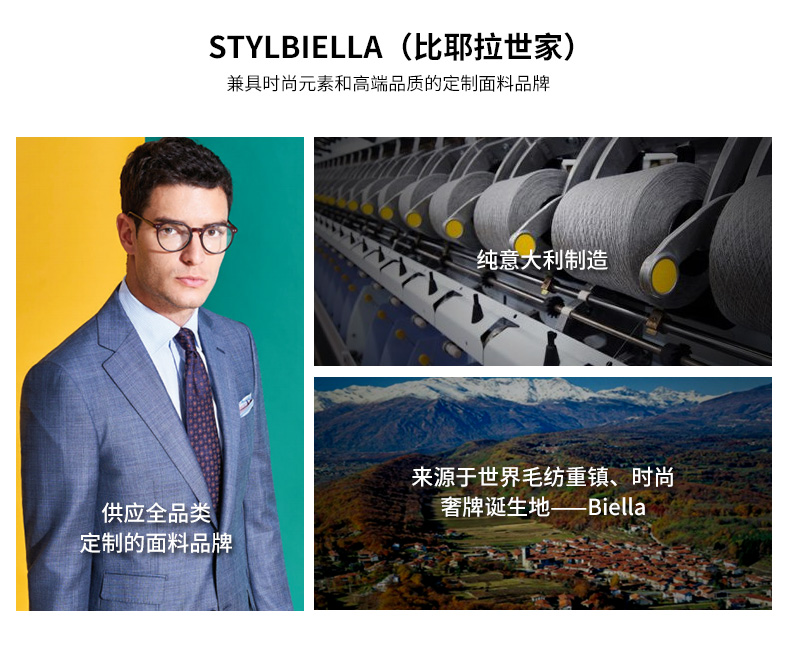 STYLBIELLA（比耶拉世家）
兼具时尚元素和高端品质的定制面料品牌
供应全品类
定制的面料品牌
纯意大利制造
来源于世界毛纺重镇、时尚
奢牌诞生地——Biella